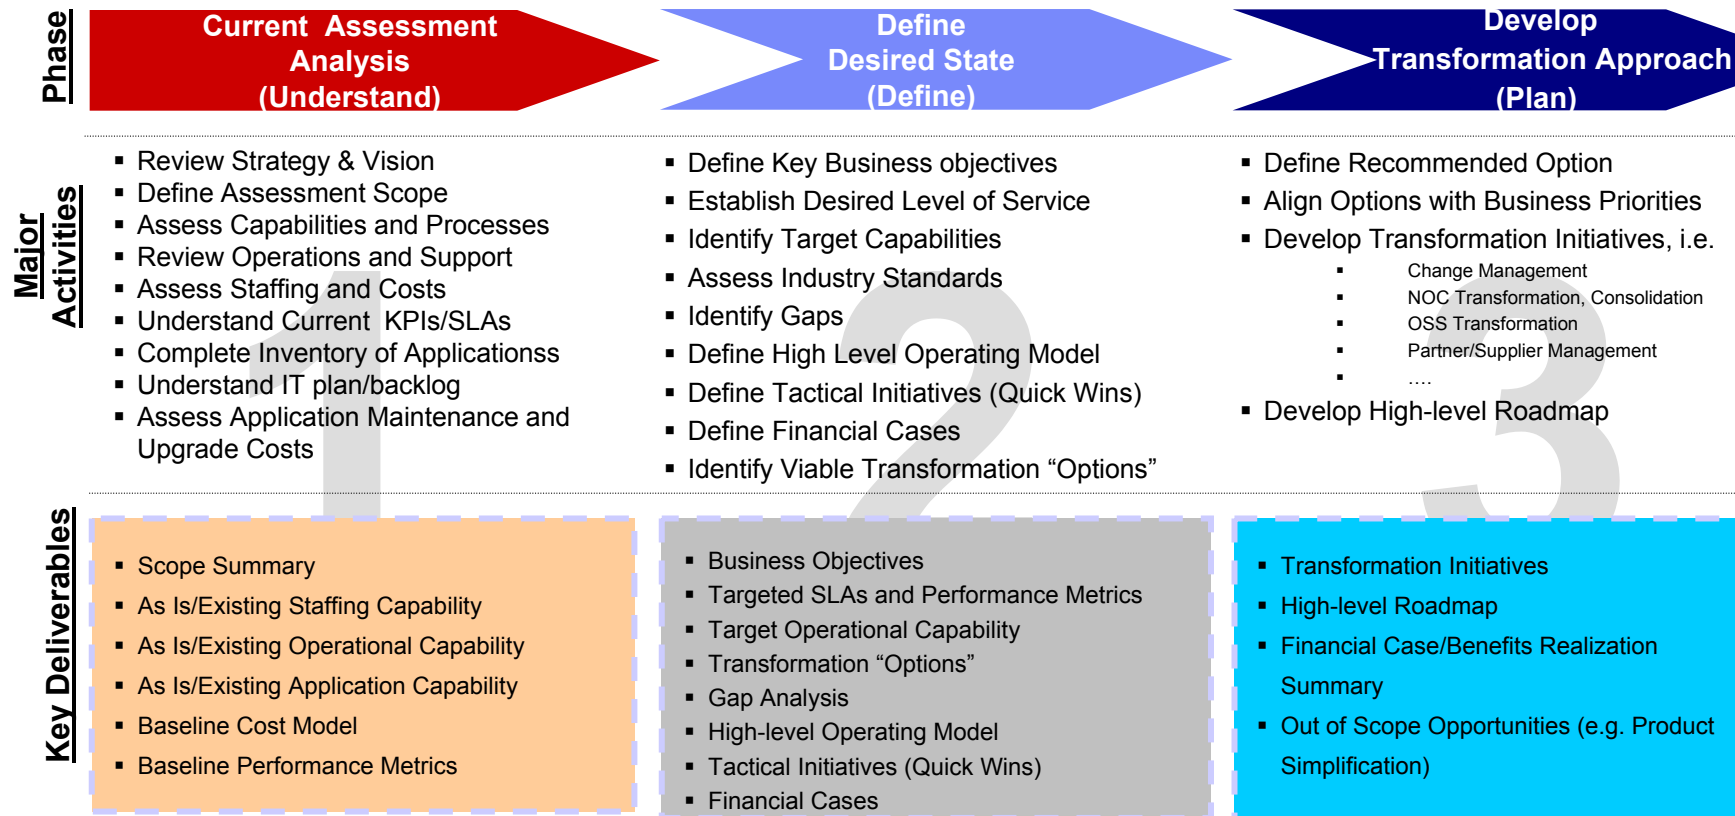 Phase
Current Assessment
Analysis
(Understand)
Define
Desired State
(Define)
Develop
Transformation Approach
(Plan)
Major
Activities
1
▪ Review Strategy & Vision
▪ Define Assessment Scope
▪ Assess Capabilities and Processes
▪ Review Operations and Support
▪ Assess Staffing and Costs
▪ Understand Current KPIs/SLAs
▪ Complete Inventory of Applicationss
▪ Understand IT plan/backlog
▪ Assess Application Maintenance and
Upgrade Costs
2
▪ Define Key Business objectives
▪ Establish Desired Level of Service
▪ Identify Target Capabilities
▪ Assess Industry Standards
▪ Identify Gaps
▪ Define High Level Operating Model
▪ Define Tactical Initiatives (Quick Wins)
▪ Define Financial Cases
▪ Identify Viable Transformation “Options”
3
▪ Define Recommended Option
▪ Align Options with Business Priorities
▪ Develop Transformation Initiatives, i.e.
▪ Change Management
▪ NOC Transformation, Consolidation
▪ OSS Transformation
▪ Partner/Supplier Management
▪ ….
▪ Develop High-level Roadmap
Key Deliverables
▪ Scope Summary
▪ As Is/Existing Staffing Capability
▪ As Is/Existing Operational Capability
▪ As Is/Existing Application Capability
▪ Baseline Cost Model
▪ Baseline Performance Metrics
▪ Business Objectives
▪ Targeted SLAs and Performance Metrics
▪ Target Operational Capability
▪ Transformation “Options”
▪ Gap Analysis
▪ High-level Operating Model
▪ Tactical Initiatives (Quick Wins)
▪ Financial Cases
▪ Transformation Initiatives
▪ High-level Roadmap
▪ Financial Case/Benefits Realization
Summary
▪ Out of Scope Opportunities (e.g. Product
Simplification)